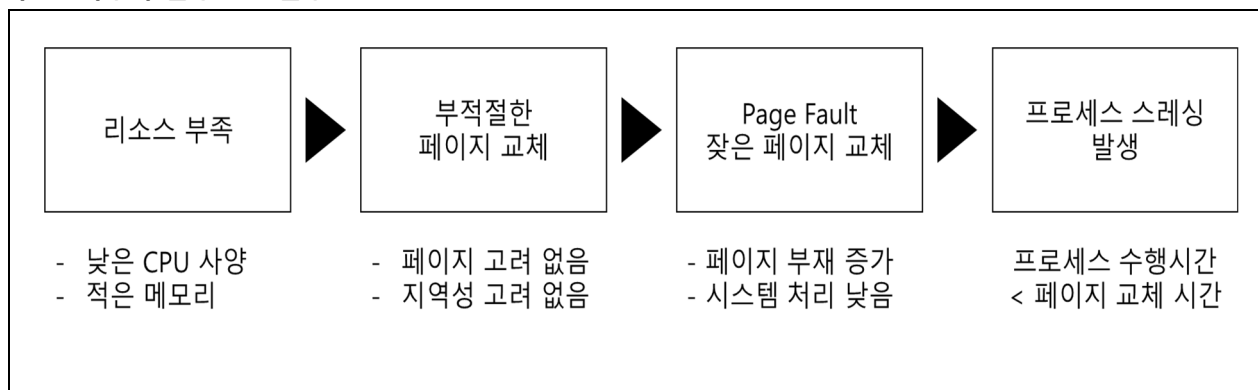 리소스 부족
부적절한
페이지 교체
Page Fault
잦은 페이지 교체
프로세스 스레싱
발생
- 낮은 CPU 사양
- 적은 메모리
- 페이지 고려 없음
- 지역성 고려 없음
- 페이지 부재 증가
- 시스템 처리 낮음
프로세스 수행시간
< 페이지 교체 시간